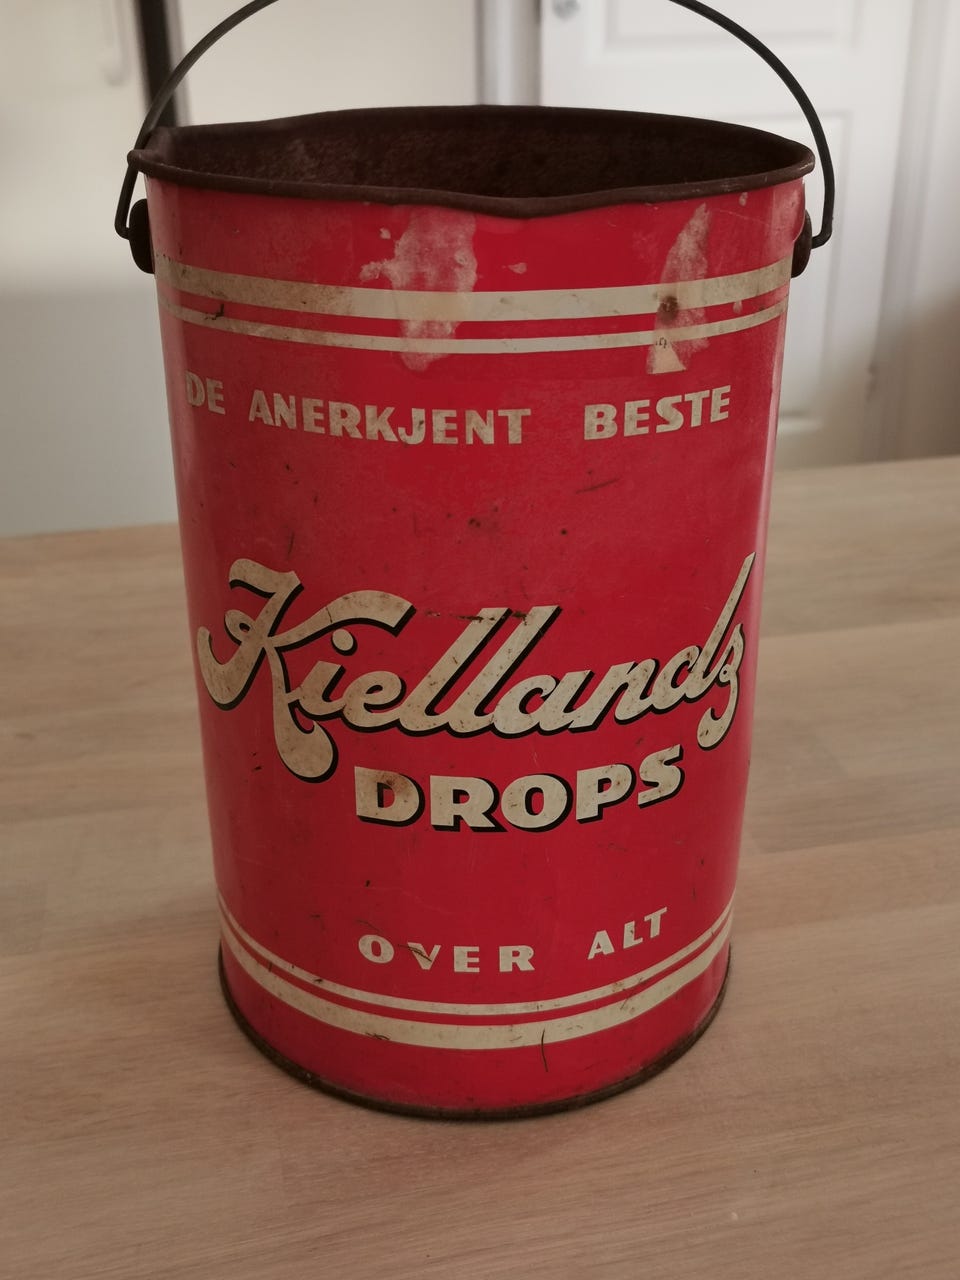 DE ANERKJENT BESTE
Kiellands
DROPS
OVER ALT